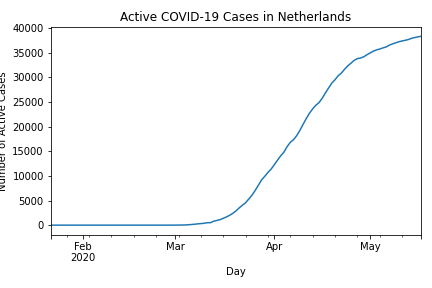 Active COVID-19 Cases in Netherlands
Number of Active Cases
40000
35000
30000
25000
20000
15000
10000
5000
0
Feb
2020
Mar
Apr
May
Day